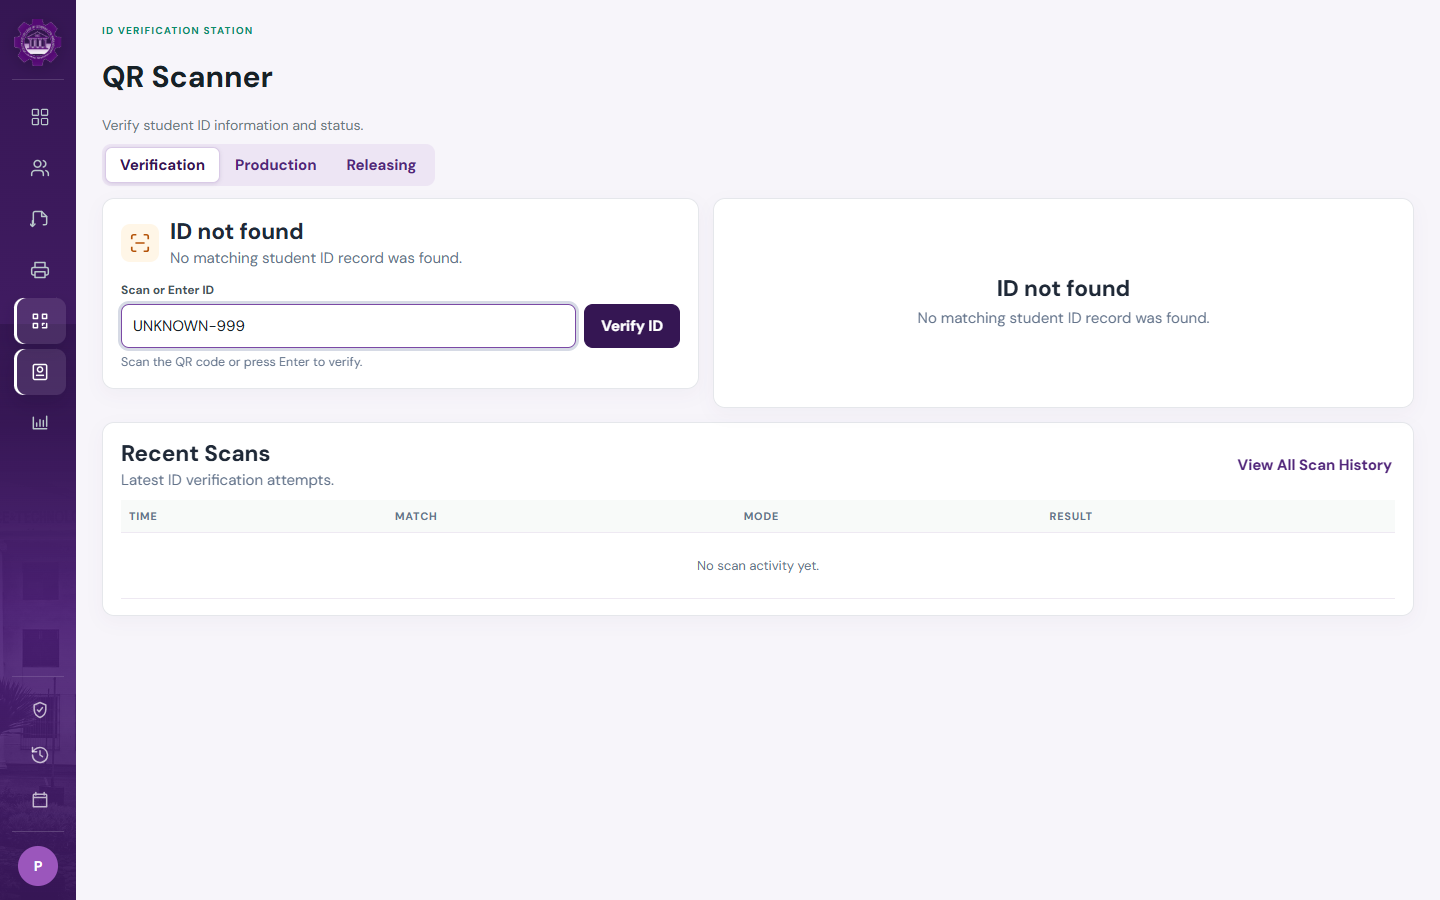 ID VERIFICATION STATION
QR Scanner
Verify student ID information and status.
Verification Production Releasing
ID not found
No matching student ID record was found.
Scan or Enter ID
UNKNOWN-999 Verify ID
Scan the QR code or press Enter to verify.
ID not found
No matching student ID record was found.
Recent Scans
Latest ID verification attempts.
View All Scan History
TIME MATCH MODE RESULT
No scan activity yet.
P